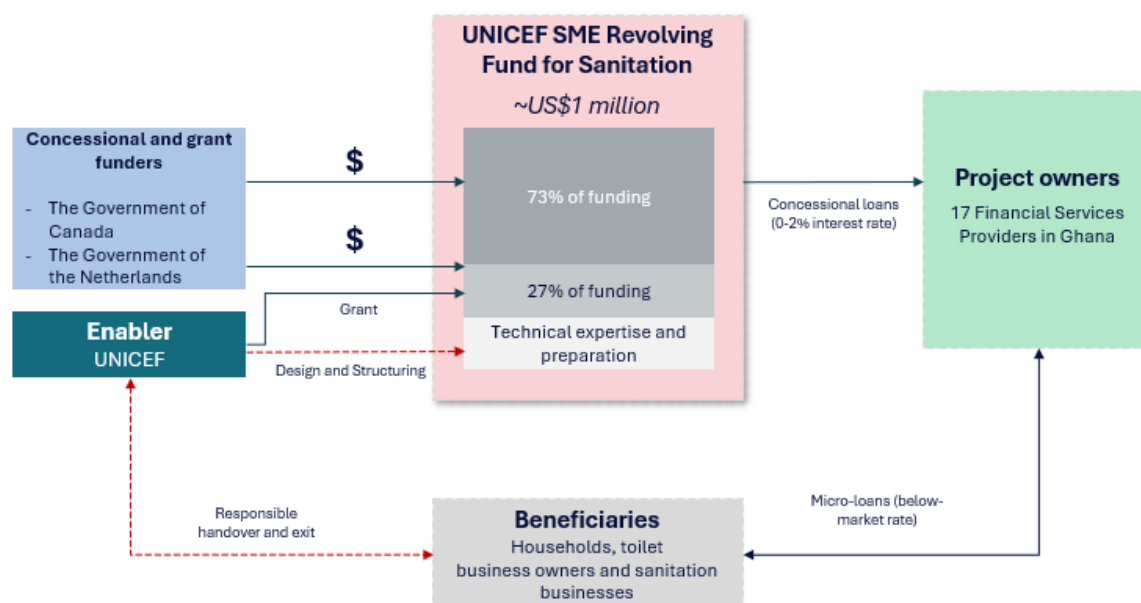 UNICEF SME Revolving
Fund for Sanitation
~US$1 million
Concessional and grant
funders
- The Government of
Canada
- The Government of
the Netherlands
$
$
73% of funding
27% of funding
Technical expertise and
preparation
Grant
Design and Structuring
Enabler
UNICEF
Concessional loans
(0-2% interest rate)
Project owners
17 Financial Services
Providers in Ghana
Responsible
handover and exit
Beneficiaries
Households, toilet
business owners and sanitation
businesses
Micro-loans (below-
market rate)